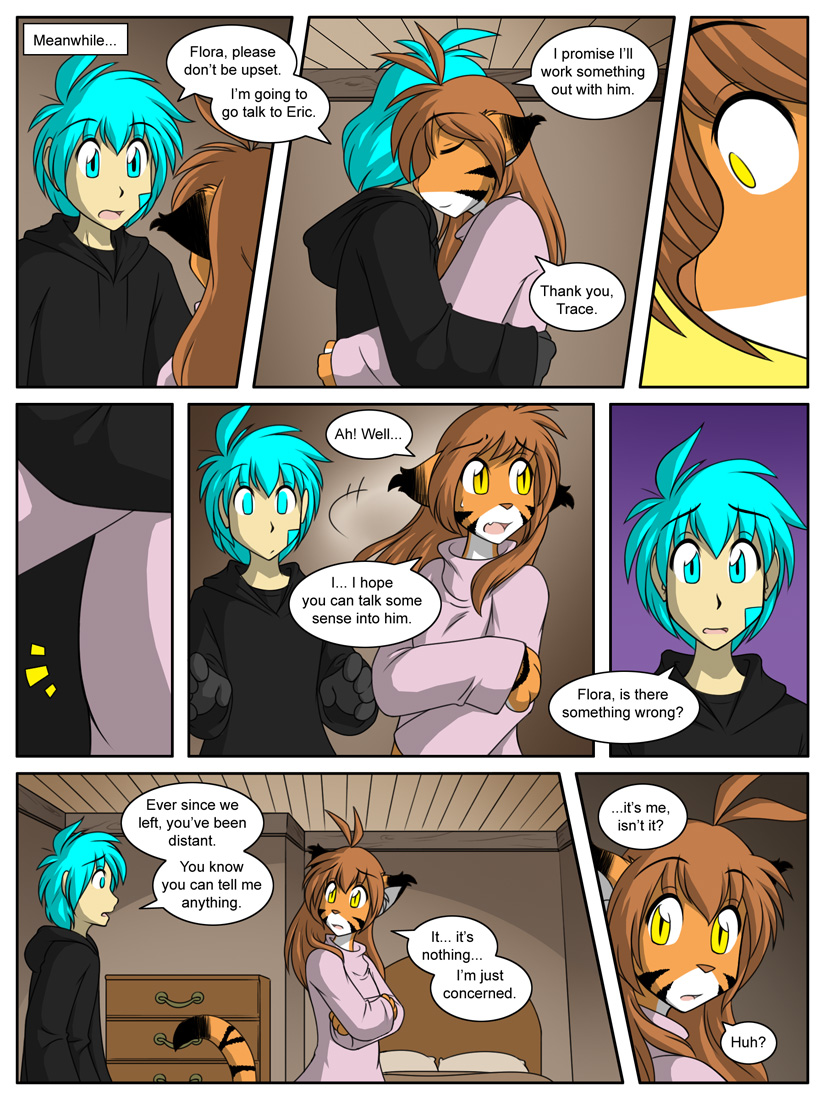 Meanwhile...
Flora, please
don't be upset.
I'm going to
go talk to Eric.
I promise I'll
work something
out with him.
Thank you,
Trace.
Ah! Well...
I... I hope
you can talk some
sense into him.
Flora, is there
something wrong?
Ever since we
left, you've been
distant.
You know
you can tell me
anything.
It... it's
nothing...
I'm just
concerned.
...it's me,
isn't it?
Huh?